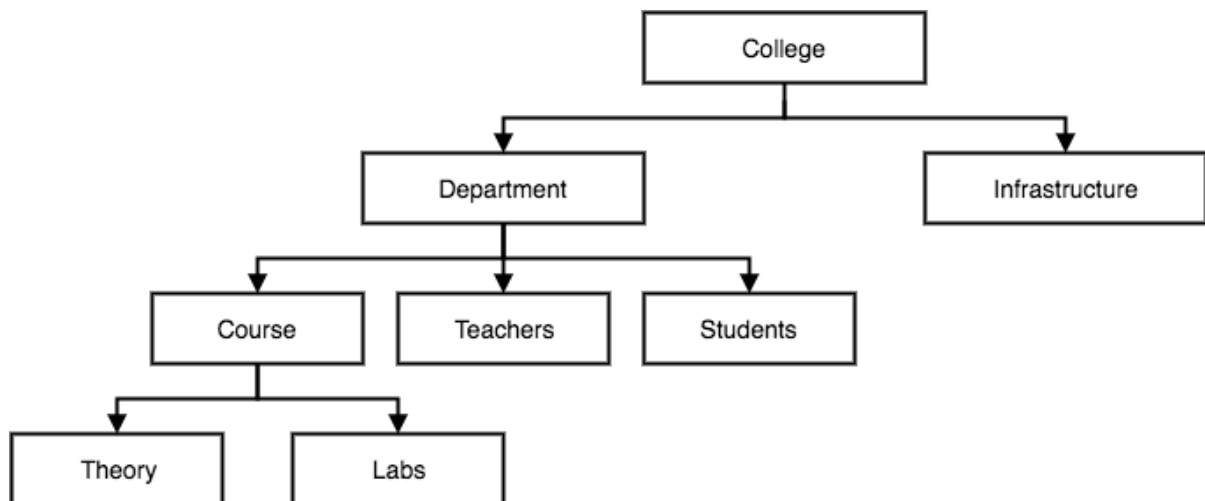 College
Department
Infrastructure
Course
Teachers
Students
Theory
Labs